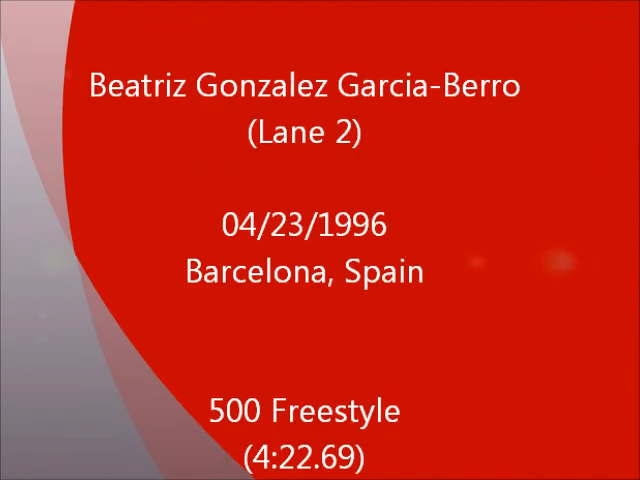 Beatriz Gonzalez Garcia-Berro
(Lane 2)
04/23/1996
Barcelona, Spain
500 Freestyle
(4:22.69)